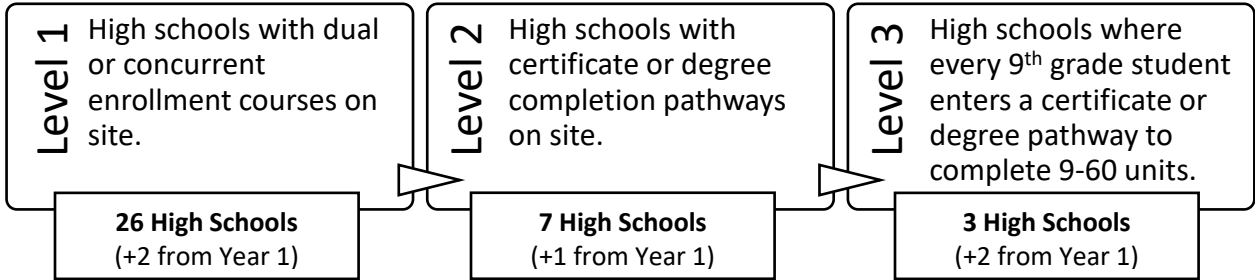 Level 1
High schools with dual
or concurrent
enrollment courses on
site.
26 High Schools
(+2 from Year 1)
Level 2
High schools with
certificate or degree
completion pathways
on site.
7 High Schools
(+1 from Year 1)
Level 3
High schools where
every 9th grade student
enters a certificate or
degree pathway to
complete 9-60 units.
3 High Schools
(+2 from Year 1)